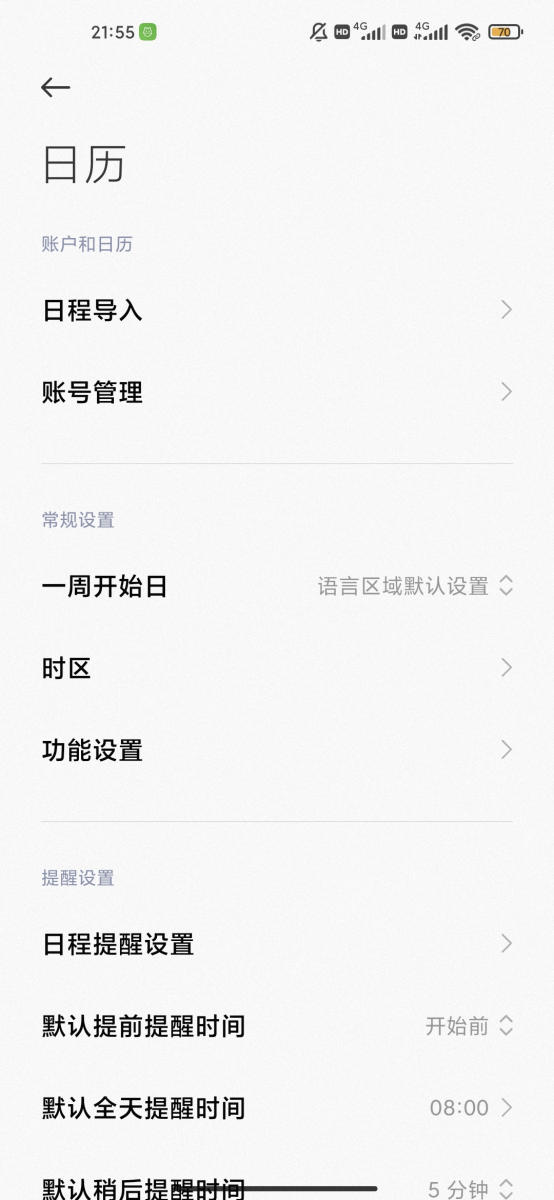 21:55 HD 4G HD 4G 70
日历
账户和日历
日程导入
账号管理
常规设置
一周开始日 语言区域默认设置
时区
功能设置
提醒设置
日程提醒设置
默认提前提醒时间 开始前
默认全天提醒时间 08:00
默认稍后提醒时间 5 分钟